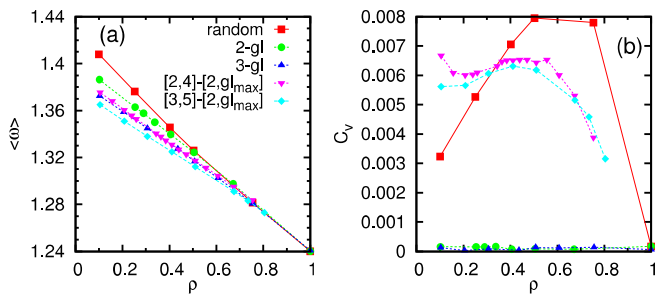 1.44
1.4
1.36
1.32
1.28
1.24
0
0.2
0.4
0.6
0.8
1
<ω>
ρ
(a)
random
2-gl
3-gl
[2,4]-[2,glmax]
[3,5]-[2,glmax]
0.008
0.007
0.006
0.005
0.004
0.003
0.002
0.001
0
0
0.2
0.4
0.6
0.8
1
Cv
ρ
(b)